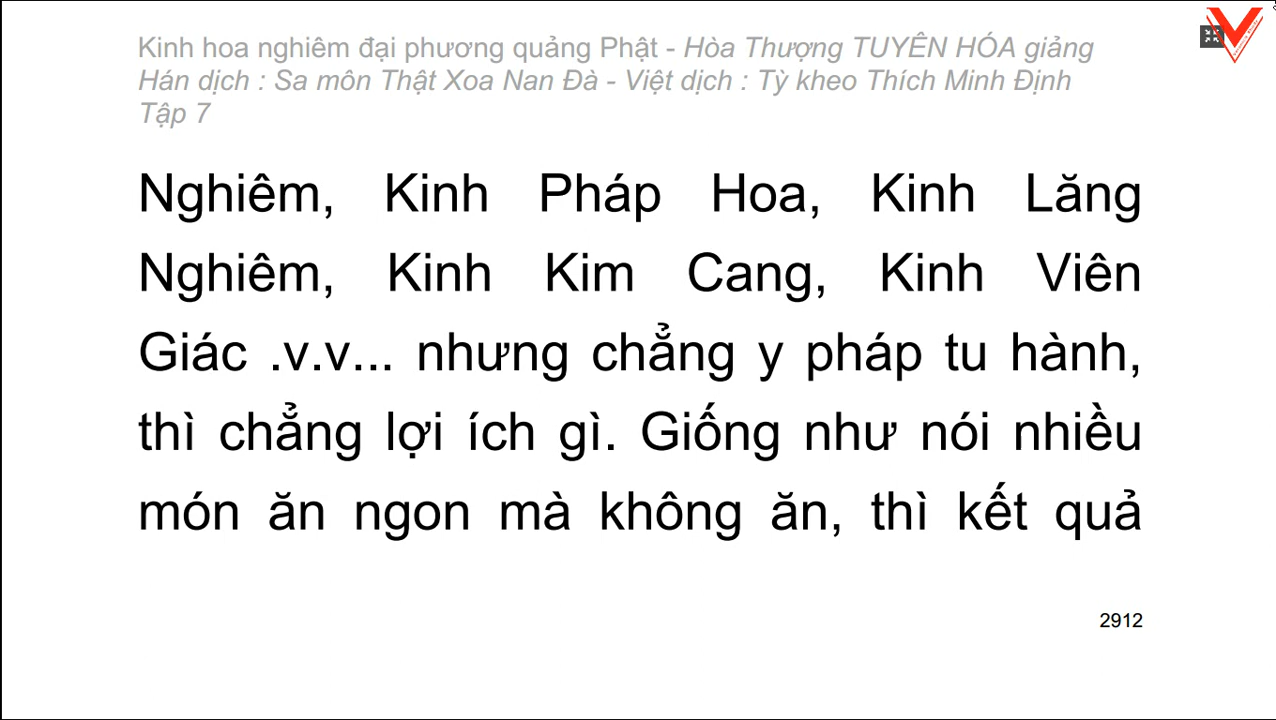 Kinh hoa nghiêm đại phương quảng Phật - Hòa Thượng TUYÊN HÓA giảng
Hán dịch : Sa môn Thật Xoa Nan Đà - Việt dịch : Tỳ kheo Thích Minh Định
Tập 7
Nghiêm, Kinh Pháp Hoa, Kinh Lăng
Nghiêm, Kinh Kim Cang, Kinh Viên
Giác .v.v... nhưng chẳng y pháp tu hành,
thì chẳng lợi ích gì. Giống như nói nhiều
món ăn ngon mà không ăn, thì kết quả
2912